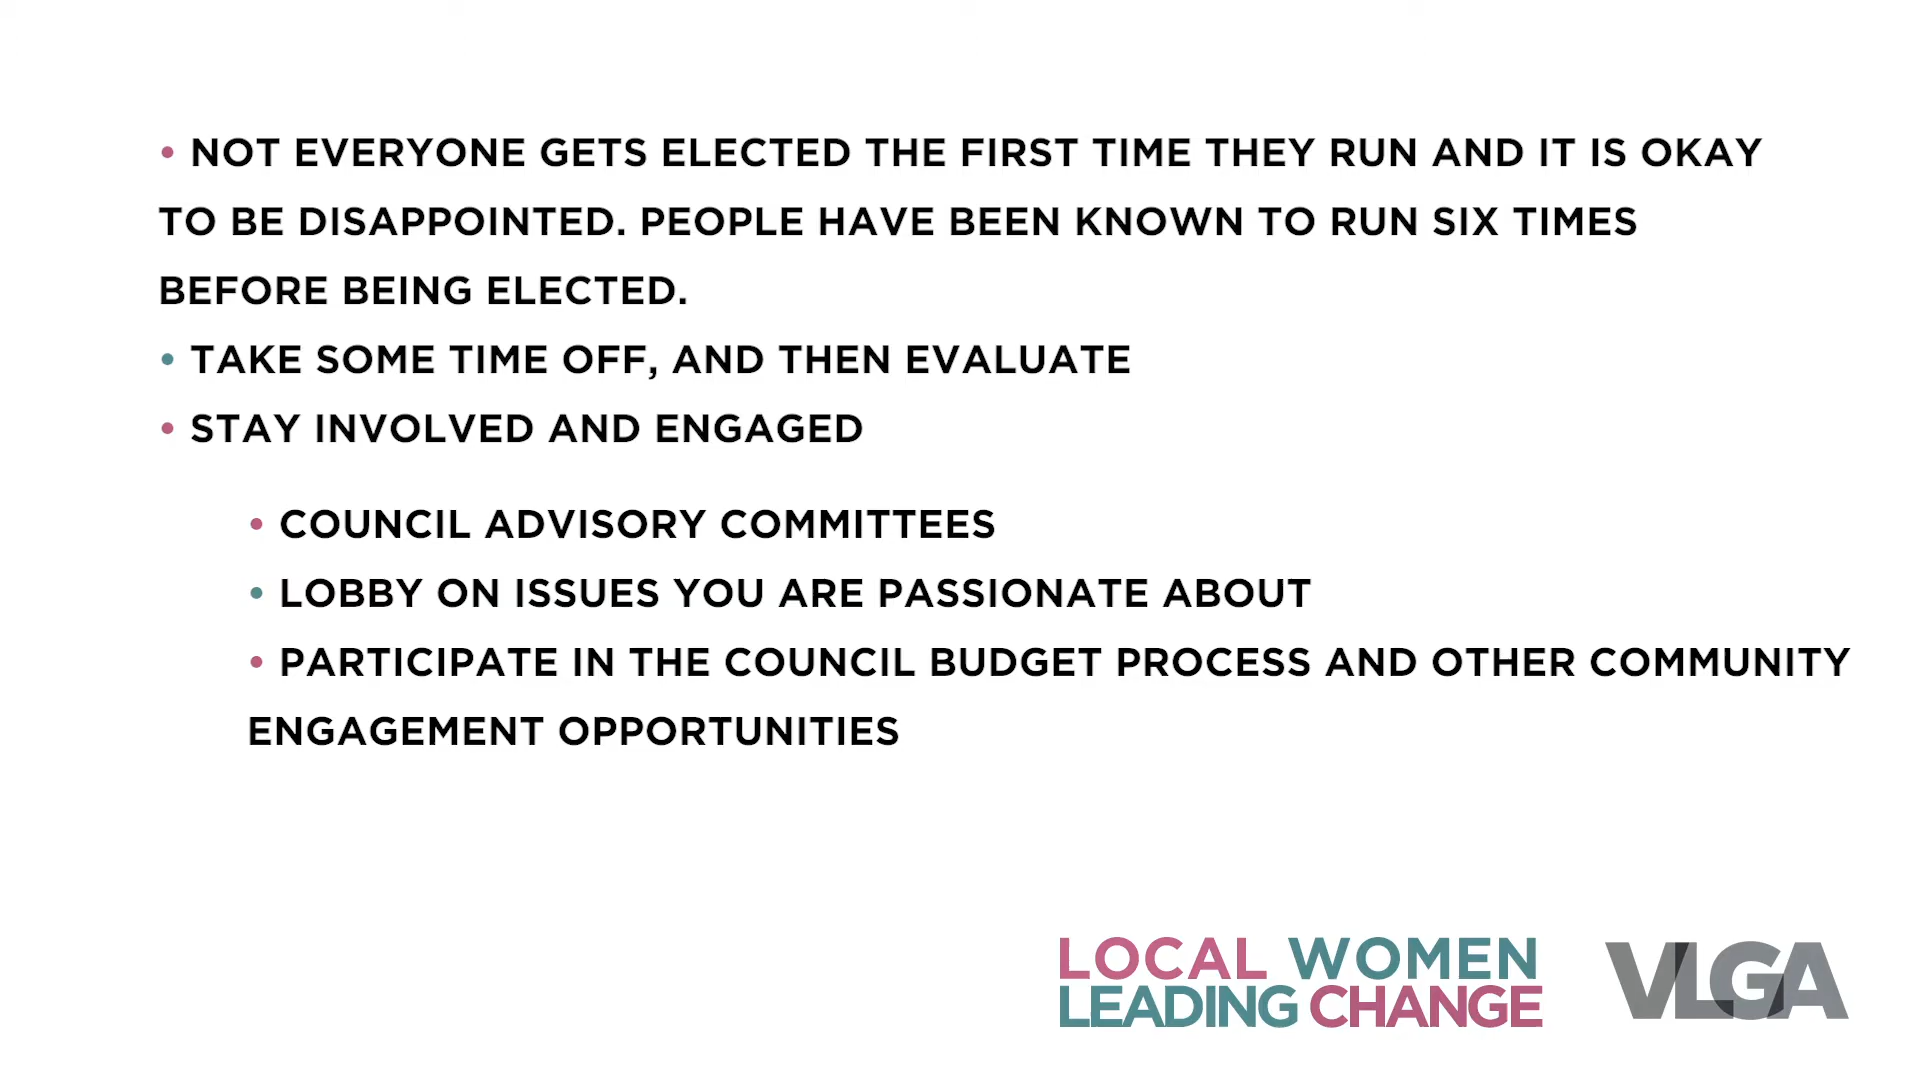 • NOT EVERYONE GETS ELECTED THE FIRST TIME THEY RUN AND IT IS OKAY
TO BE DISAPPOINTED. PEOPLE HAVE BEEN KNOWN TO RUN SIX TIMES
BEFORE BEING ELECTED.
• TAKE SOME TIME OFF, AND THEN EVALUATE
• STAY INVOLVED AND ENGAGED
• COUNCIL ADVISORY COMMITTEES
• LOBBY ON ISSUES YOU ARE PASSIONATE ABOUT
• PARTICIPATE IN THE COUNCIL BUDGET PROCESS AND OTHER COMMUNITY
ENGAGEMENT OPPORTUNITIES
LOCAL WOMEN
LEADING CHANGE
VLGA